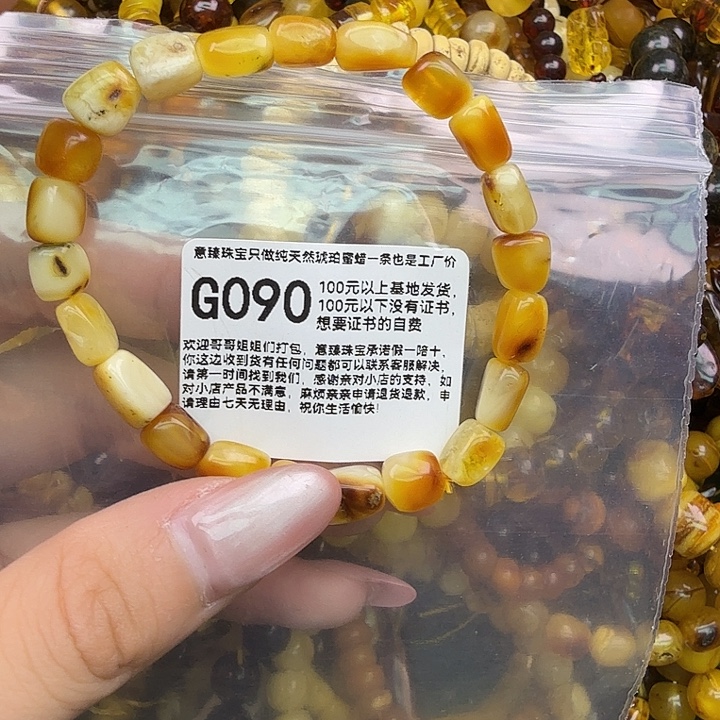 意臻珠宝只做纯天然琥珀蜜蜡一条也是工厂价
G090
100元以上基地发货，
100元以下没有证书，
想要证书的自费
欢迎哥哥姐姐们打包，意臻珠宝承诺假一陪十、
你这边收到货有任何问题都可以联系客服解决，
请第一时间找到我们，感谢亲对小店的支持、如
对小店产品不满意，麻烦亲亲申请退货退款，申
请理由七天无理由，祝你生活愉快！